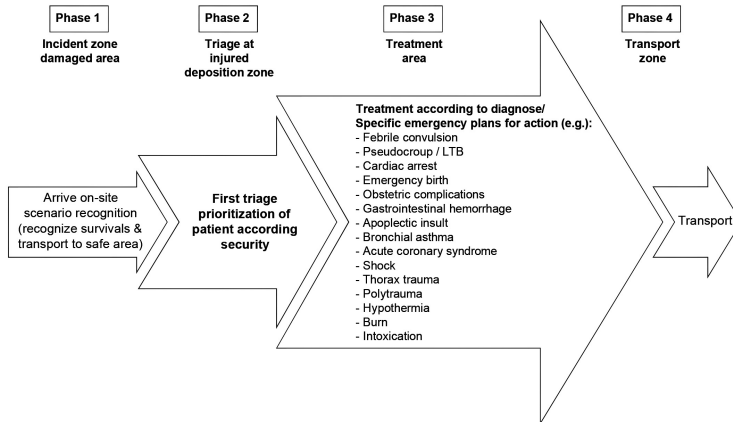 Phase 1
Incident zone
damaged area
Phase 2
Triage at
injured
deposition zone
Phase 3
Treatment
area
Phase 4
Transport
zone
Arrive on-site
scenario recognition
(recognize survivals &
transport to safe area)
First triage
prioritization of
patient according
security
Treatment according to diagnose/
Specific emergency plans for action (e.g.):
- Febrile convulsion
- Pseudocroup / LTB
- Cardiac arrest
- Emergency birth
- Obstetric complications
- Gastrointestinal hemorrhage
- Apoplectic insult
- Bronchial asthma
- Acute coronary syndrome
- Shock
- Thorax trauma
- Polytrauma
- Hypothermia
- Burn
- Intoxication
Transport